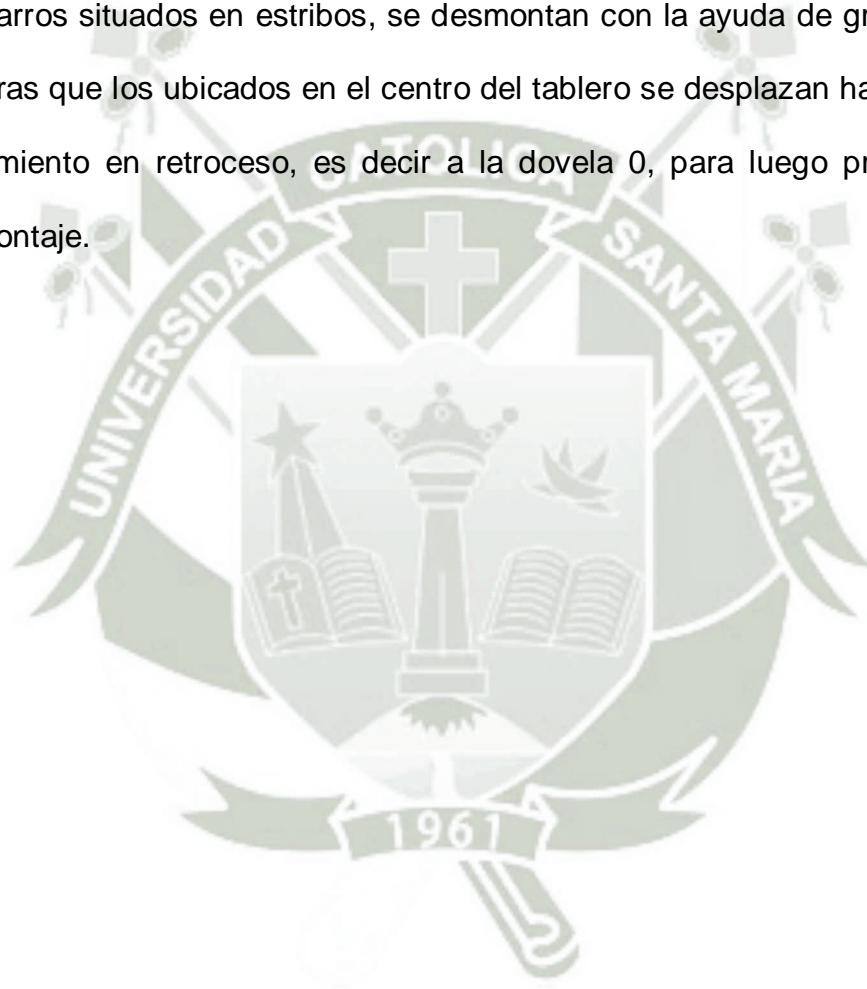 arros situados en estribos, se desmontan con la ayuda de gr
ras que los ubicados en el centro del tablero se desplazan ha
miento en retroceso, es decir a la dovela 0, para luego pr
ontaje.
UNIVERSIDAD CATOLICA SANTA MARIA
1961